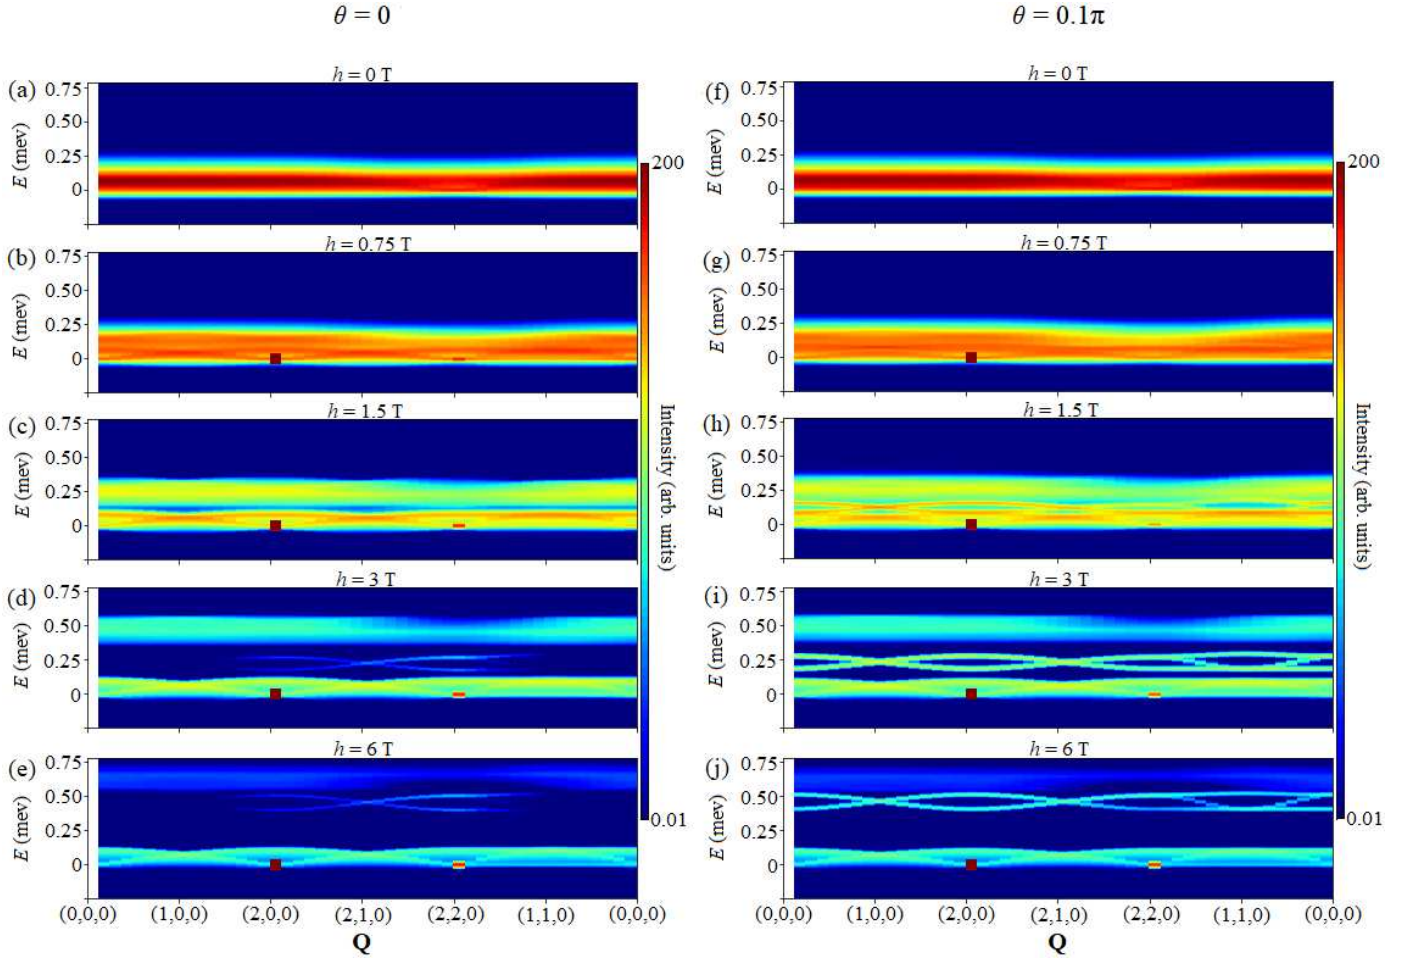 θ = 0
θ = 0.1π
(a)
h = 0 T
0.75
0.50
0.25
0
E (mev)
(b)
h = 0.75 T
0.75
0.50
0.25
0
E (mev)
(c)
h = 1.5 T
0.75
0.50
0.25
0
E (mev)
(d)
h = 3 T
0.75
0.50
0.25
0
E (mev)
(e)
h = 6 T
0.75
0.50
0.25
0
E (mev)
(0,0,0) (1,0,0) (2,0,0) (2,1,0) (2,2,0) (1,1,0) (0,0,0)
Q
200
Intensity (arb. units)
0.01
(f)
h = 0 T
0.75
0.50
0.25
0
E (mev)
(g)
h = 0.75 T
0.75
0.50
0.25
0
E (mev)
(h)
h = 1.5 T
0.75
0.50
0.25
0
E (mev)
(i)
h = 3 T
0.75
0.50
0.25
0
E (mev)
(j)
h = 6 T
0.75
0.50
0.25
0
E (mev)
(0,0,0) (1,0,0) (2,0,0) (2,1,0) (2,2,0) (1,1,0) (0,0,0)
Q
200
Intensity (arb. units)
0.01